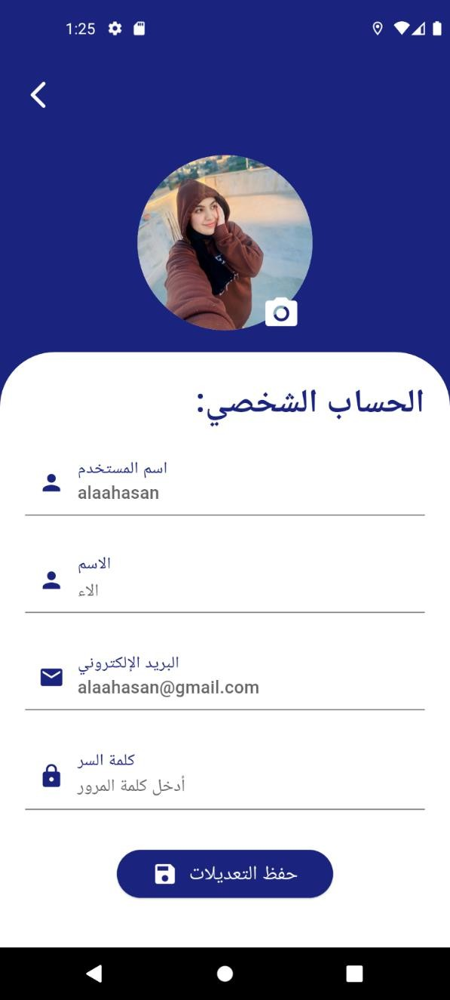 1:25
الحساب الشخصي:
اسم المستخدم
alaahasan
الاسم
الاء
البريد الإلكتروني
alaahasan@gmail.com
كلمة السر
أدخل كلمة المرور
حفظ التعديلات